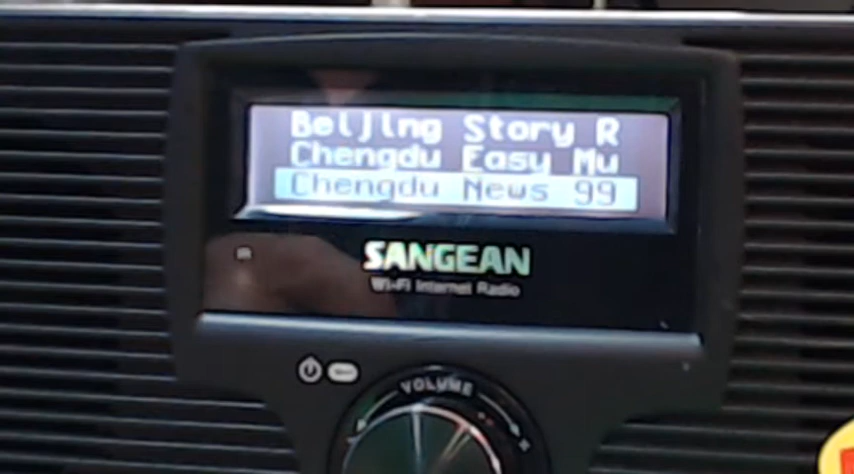 Beijing Story R
Chengdu Easy Mu
Chengdu News 99
SANGEAN
Wi-Fi Internet Radio
VOLUME